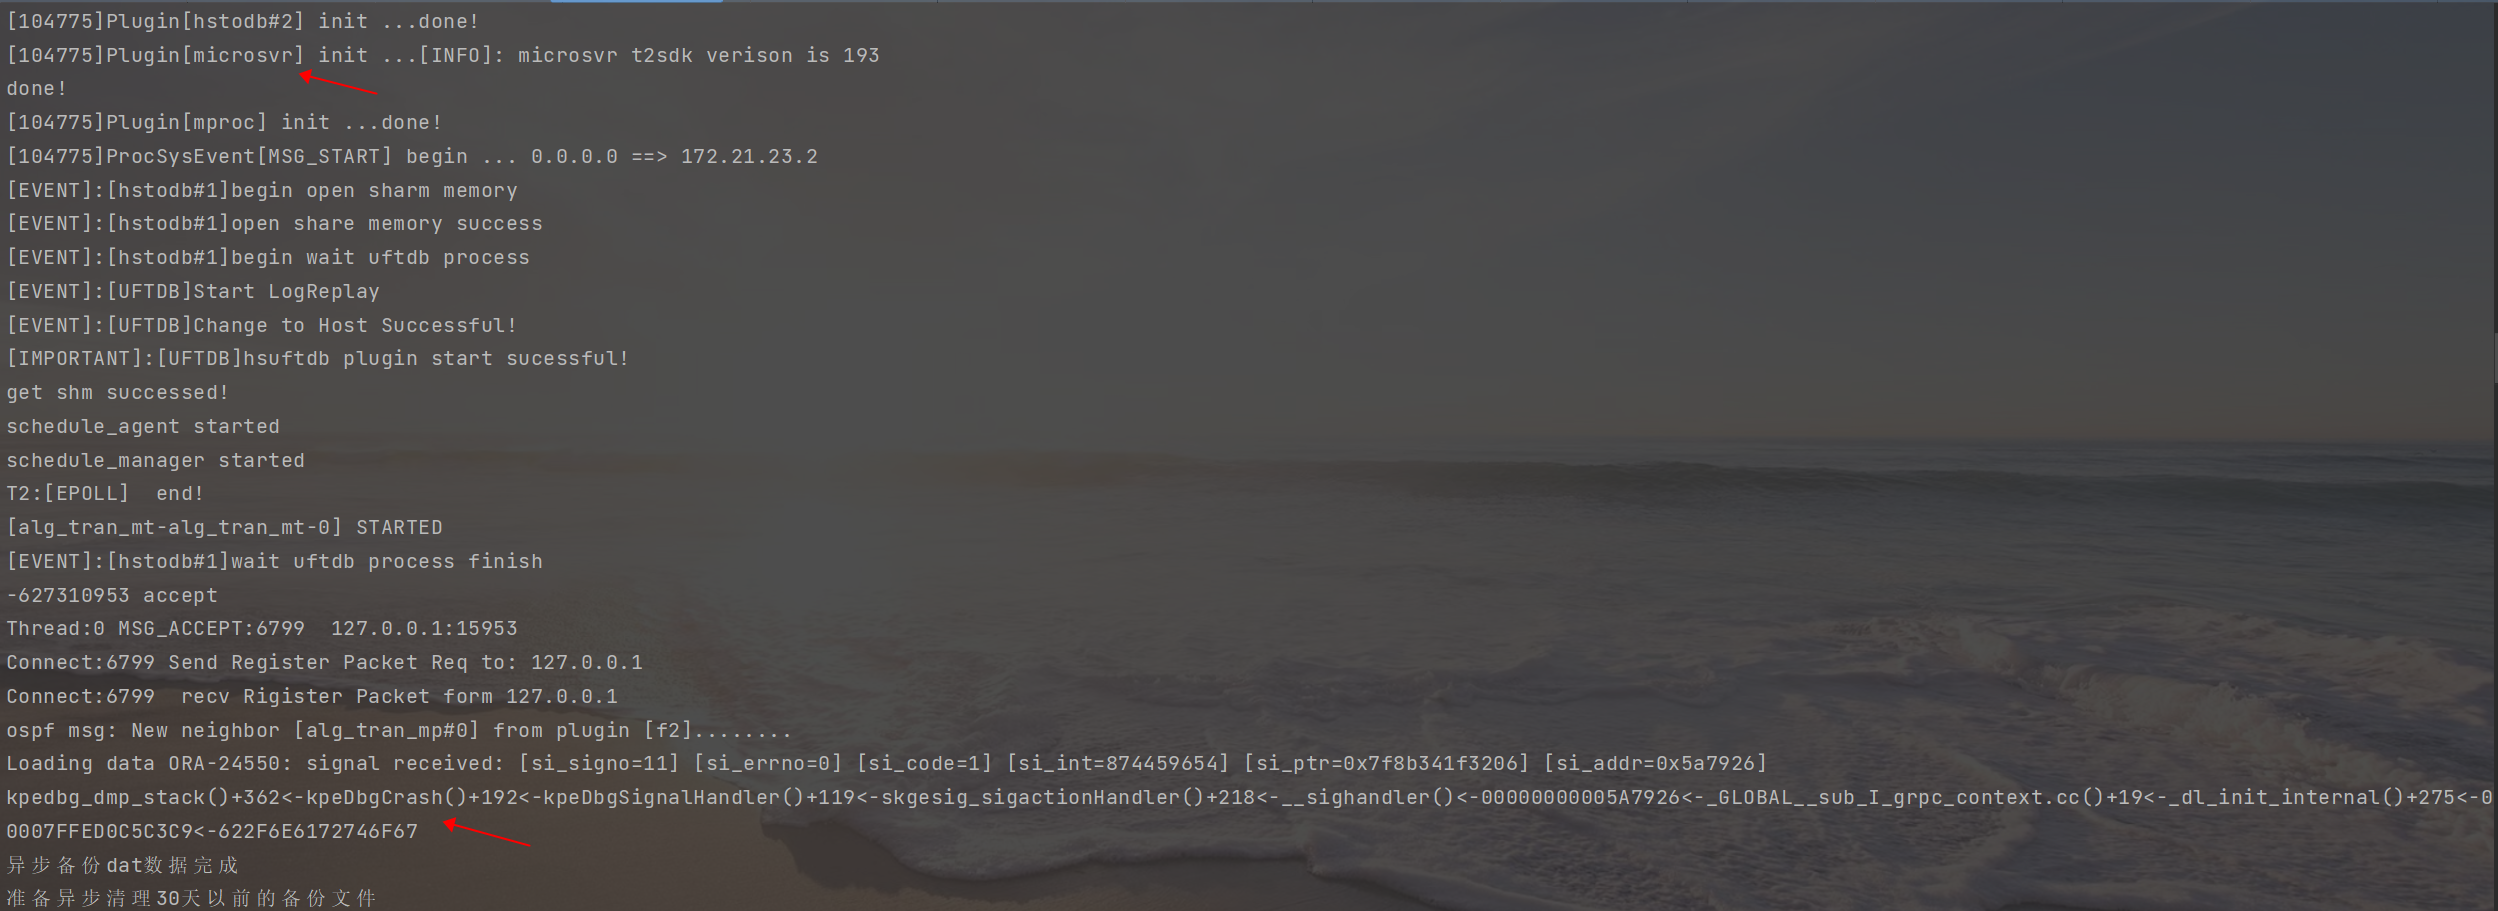 [104775]Plugin[hstodb#2] init ...done!
[104775]Plugin[microsvr] init ...[INFO]: microsvr t2sdk verison is 193
done!
[104775]Plugin[mproc] init ...done!
[104775]ProcSysEvent[MSG_START] begin ... 0.0.0.0 ==> 172.21.23.2
[EVENT]:[hstodb#1]begin open sharm memory
[EVENT]:[hstodb#1]open share memory success
[EVENT]:[hstodb#1]begin wait uftdb process
[EVENT]:[UFTDB]Start LogReplay
[EVENT]:[UFTDB]Change to Host Successful!
[IMPORTANT]:[UFTDB]hsuftdb plugin start sucessful!
get shm successed!
schedule_agent started
schedule_manager started
T2:[EPOLL]  end!
[alg_tran_mt-alg_tran_mt-0] STARTED
[EVENT]:[hstodb#1]wait uftdb process finish
-627310953 accept
Thread:0 MSG_ACCEPT:6799  127.0.0.1:15953
Connect:6799 Send Register Packet Req to: 127.0.0.1
Connect:6799  recv Rigister Packet form 127.0.0.1
ospf msg: New neighbor [alg_tran_mp#0] from plugin [f2]........
Loading data ORA-24550: signal received: [si_signo=11] [si_errno=0] [si_code=1] [si_int=874459654] [si_ptr=0x7f8b341f3206] [si_addr=0x5a7926]
kpedbg_dmp_stack()+362<-kpeDbgCrash()+192<-kpeDbgSignalHandler()+119<-skgesig_sigactionHandler()+218<-__sighandler()<-00000000005A7926<-_GLOBAL__sub_I_grpc_context.cc()+19<-_dl_init_internal()+275<-0
0007FFED0C5C3C9<-622F6E6172746F67
异步备份dat数据完成
准备异步清理30天以前的备份文件